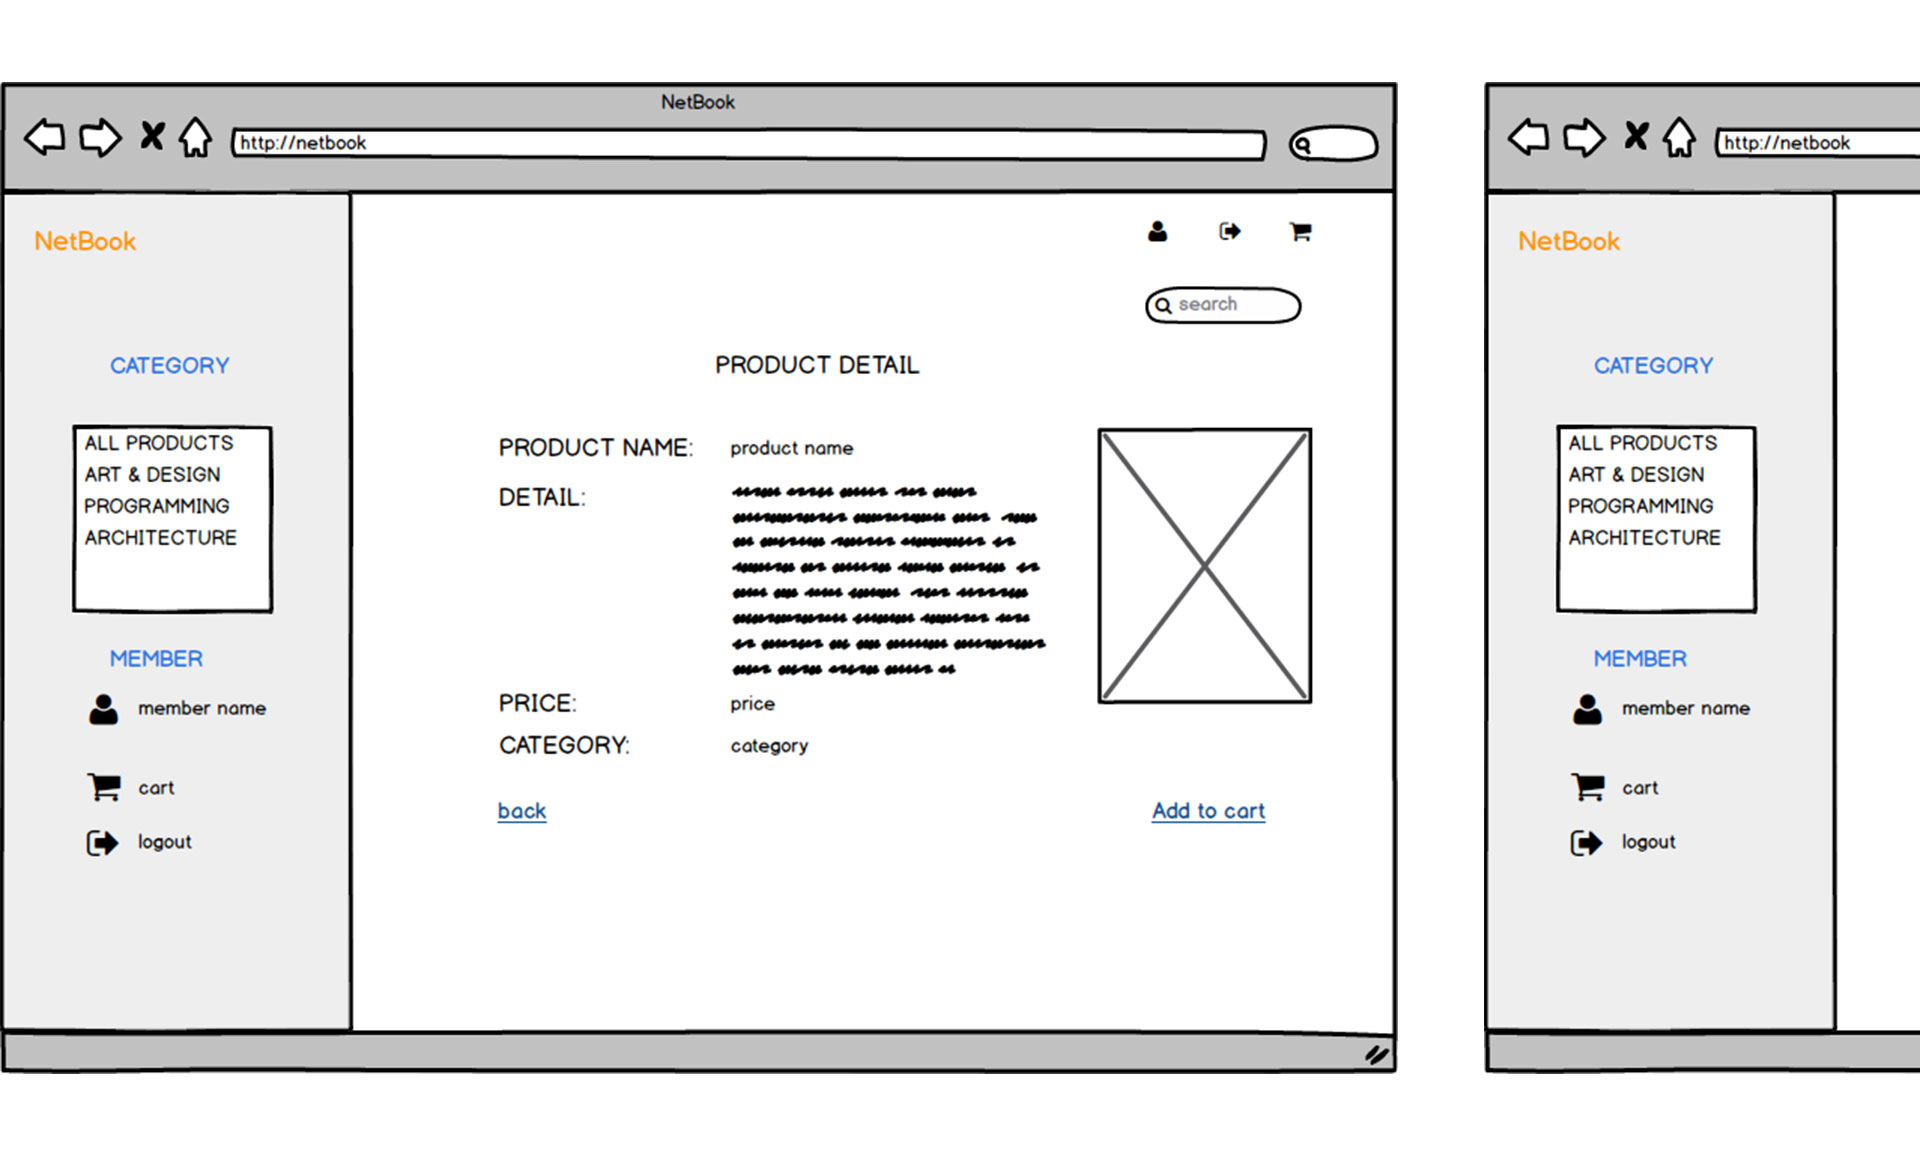 NetBook
http://netbook
NetBook
search
CATEGORY
ALL PRODUCTS
ART & DESIGN
PROGRAMMING
ARCHITECTURE
MEMBER
member name
cart
logout
PRODUCT DETAIL
PRODUCT NAME: product name
DETAIL:
PRICE: price
CATEGORY: category
back
Add to cart
http://netbook
NetBook
CATEGORY
ALL PRODUCTS
ART & DESIGN
PROGRAMMING
ARCHITECTURE
MEMBER
member name
cart
logout